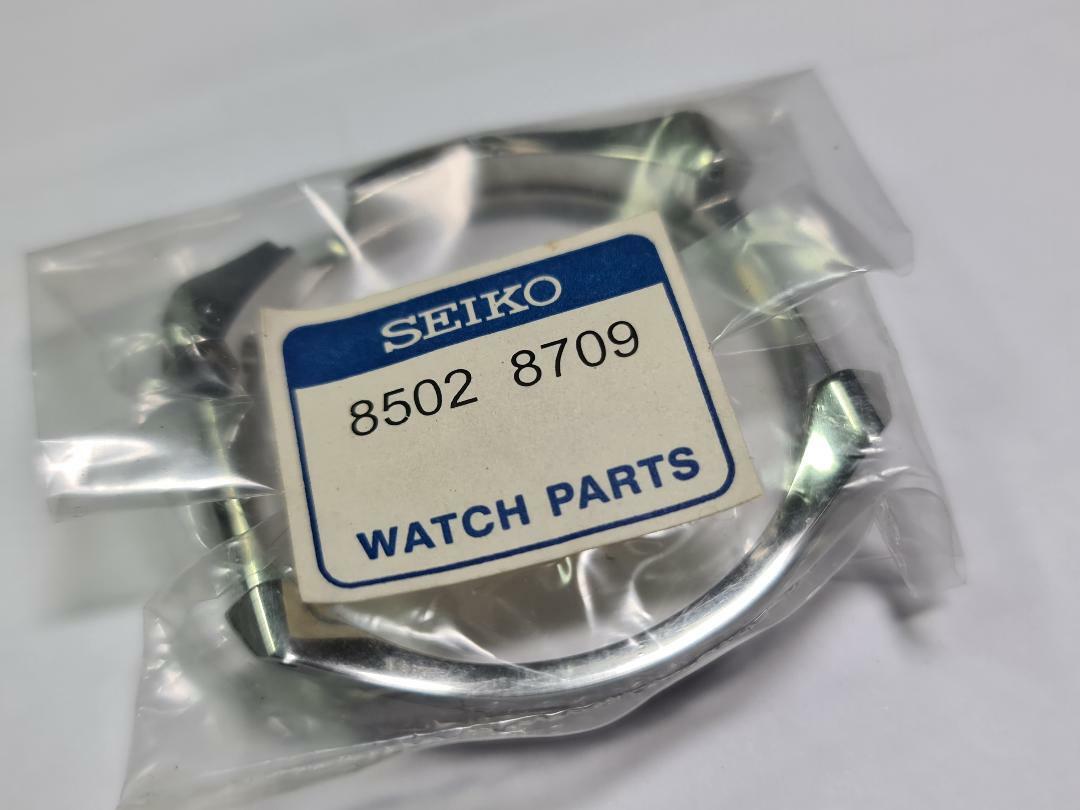 SEIKO
8502 8709
WATCH PARTS